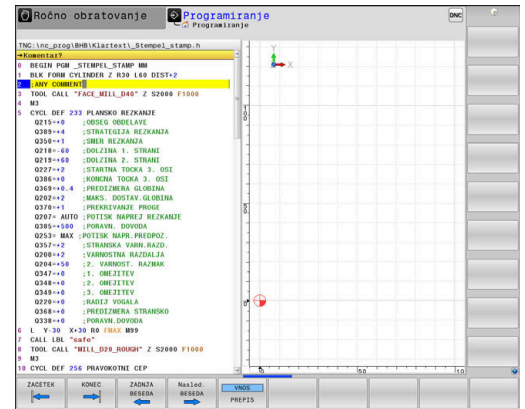 Ročno obratovanje
Programiranje
Programiranje
DNC
TNC:\nc_prog\BHB\Klartext\_Stempel_stamp.h
→Komentar?
0 BEGIN PGM _STEMPEL_STAMP MM
1 BLK FORM CYLINDER Z R30 L60 DIST+2
2 ;ANY COMMENT
3 TOOL CALL "FACE_MILL_D40" Z S2000 F1000
4 M3
5 CYCL DEF 233 PLANSKO REZKANJE
Q215=+0 ;OBSEG OBDELAVE
Q389=+4 ;STRATEGIJA REZKANJA
Q350=+1 ;SMER REZKANJA
Q218=-60 ;DOLZINA 1. STRANI
Q219=+60 ;DOLZINA 2. STRANI
Q227=+2 ;STARTNA TOCKA 3. OSI
Q386=+0 ;KONCNA TOCKA 3. OSI
Q369=+0.4 ;PREDIZMERA GLOBINA
Q202=+2 ;MAKS. DOSTAV.GLOBINA
Q370=+1 ;PREKRIVANJE PROGE
Q207= AUTO ;POTISK NAPREJ REZKANJE
Q385=+500 ;PORAVN. DOVODA
Q253= MAX ;POTISK NAPR.PREDPOZ.
Q357=+2 ;STRANSKA VARN.RAZD.
Q200=+2 ;VARNOSTNA RAZDALJA
Q204=+50 ;2. VARNOST. RAZMAK
Q347=+0 ;1. OMEJITEV
Q348=+0 ;2. OMEJITEV
Q349=+0 ;3. OMEJITEV
Q220=+0 ;RADIJ VOGALA
Q368=+0 ;PREDIZMERA STRANSKO
Q338=+0 ;PORAVN.DOVODA
6 L Y-30 X+30 R0 FMAX M99
7 CALL LBL "safe"
8 TOOL CALL "MILL_D20_ROUGH" Z S2000 F1000
9 M3
10 CYCL DEF 256 PRAVOKOTNI CEP
Y
X
100
50
0
0
50
100
ZACETEK
KONEC
ZADNJA
BESEDA
Nasled.
BESEDA
VNOS
PREPIS